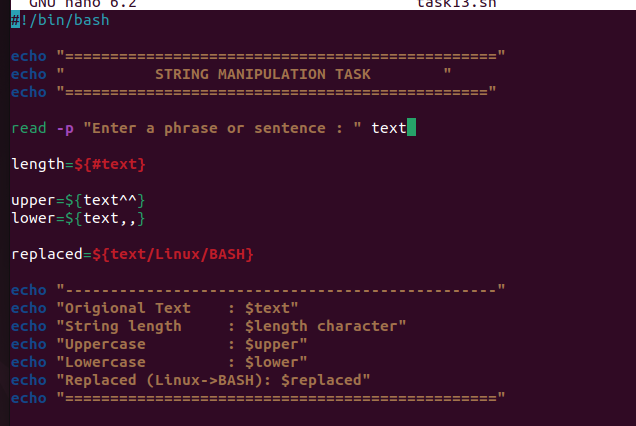 GNU nano 6.2 task13.sh
#!/bin/bash
echo "================================================"
echo "          STRING MANIPULATION TASK        "
echo "==============================================="
read -p "Enter a phrase or sentence : " text
length=${#text}
upper=${text^^}
lower=${text,,}
replaced=${text/Linux/BASH}
echo "------------------------------------------------"
echo "Origional Text    : $text"
echo "String length     : $length character"
echo "Uppercase         : $upper"
echo "Lowercase         : $lower"
echo "Replaced (Linux->BASH): $replaced"
echo "================================================"